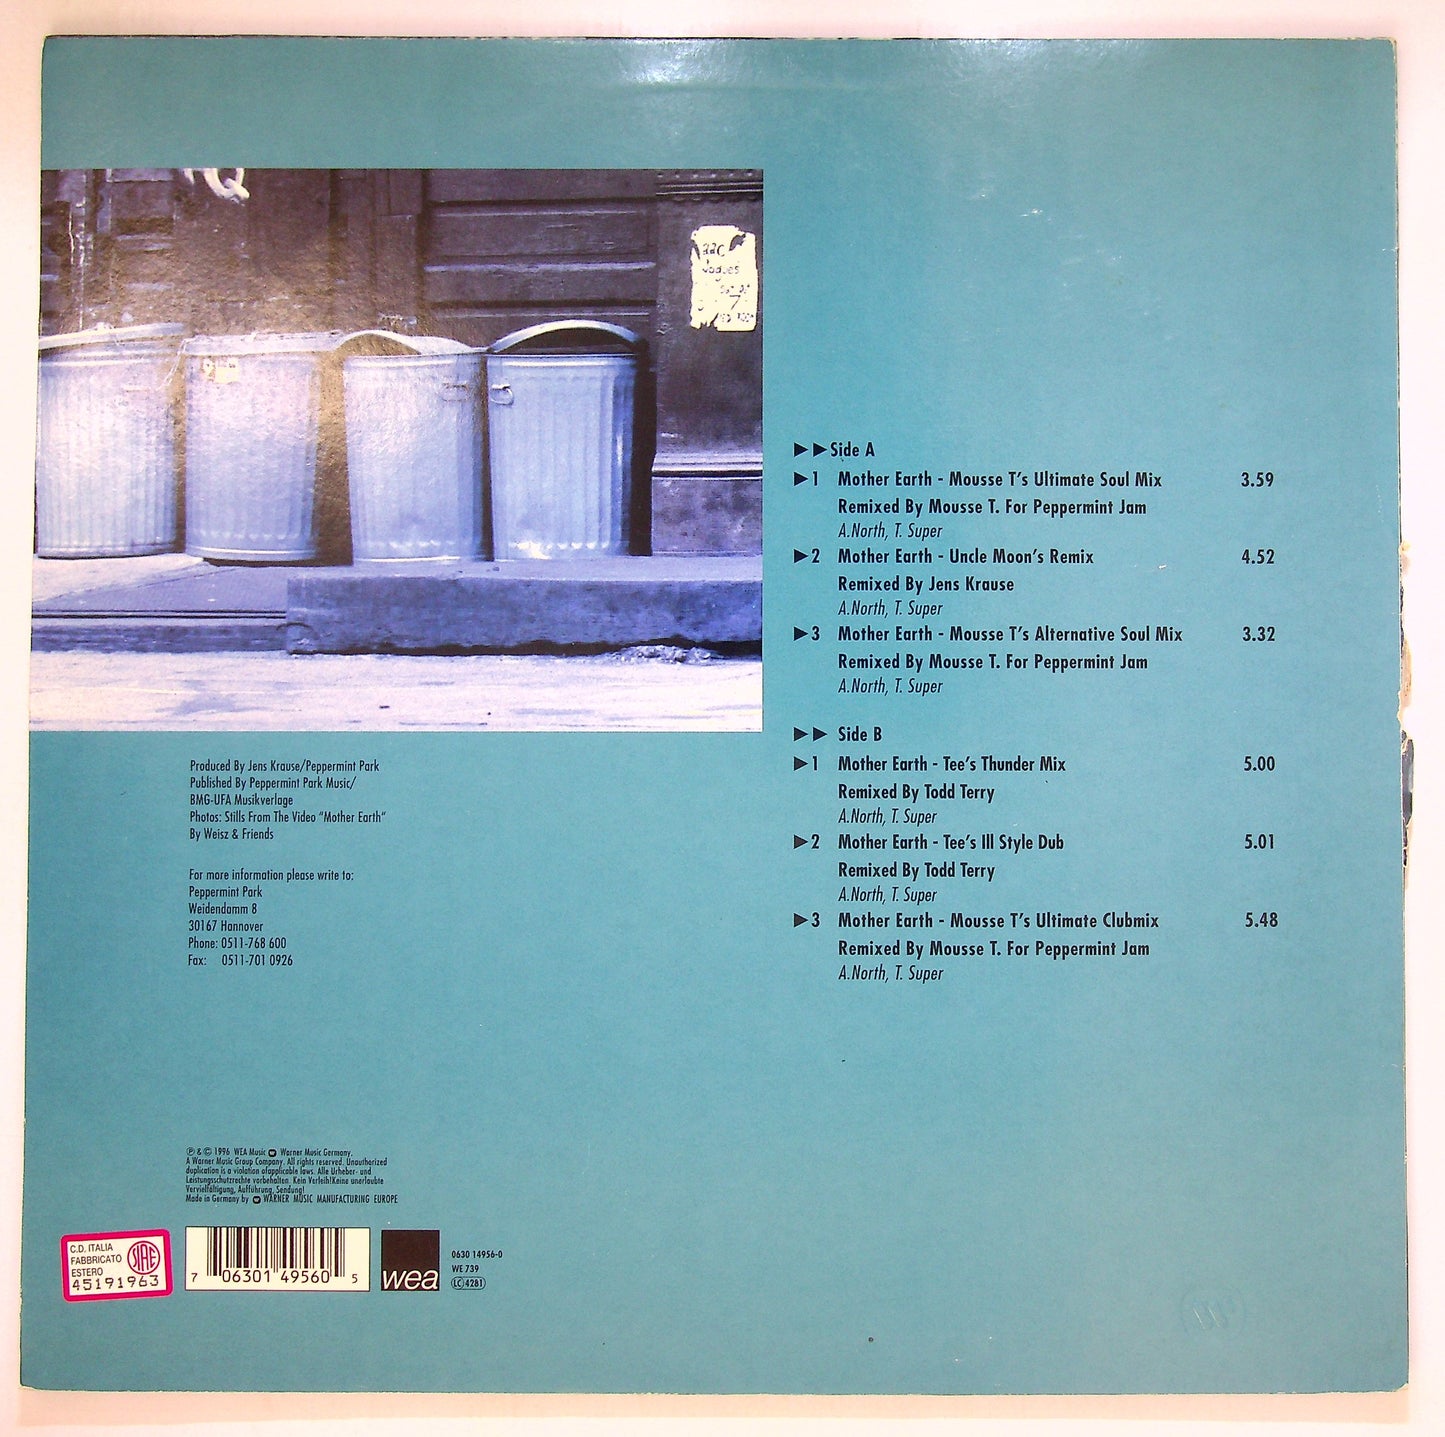 Q
▶▶Side A
▶1 Mother Earth - Mousse T's Ultimate Soul Mix 3.59
Remixed By Mousse T. For Peppermint Jam
A.North, T. Super
▶2 Mother Earth - Uncle Moon's Remix 4.52
Remixed By Jens Krause
A.North, T. Super
▶3 Mother Earth - Mousse T's Alternative Soul Mix 3.32
Remixed By Mousse T. For Peppermint Jam
A.North, T. Super
▶▶ Side B
▶1 Mother Earth - Tee's Thunder Mix 5.00
Remixed By Todd Terry
A.North, T. Super
▶2 Mother Earth - Tee's Ill Style Dub 5.01
Remixed By Todd Terry
A.North, T. Super
▶3 Mother Earth - Mousse T's Ultimate Clubmix 5.48
Remixed By Mousse T. For Peppermint Jam
A.North, T. Super
Produced By Jens Krause/Peppermint Park
Published By Peppermint Park Music/
BMG-UFA Musikverlage
Photos: Stills From The Video "Mother Earth"
By Weisz & Friends
For more information please write to:
Peppermint Park
Weidendamm 8
30167 Hannover
Phone: 0511-768 600
Fax: 0511-701 0926
℗ & © 1996 WEA Music Warner Music Germany.
A Warner Music Group Company. All rights reserved. Unauthorized
duplication is a violation ofapplicable laws. Alle Urheber- und
Leistungsschutzrechte vorbehalten. Kein Verleih!Keine unerlaubte
Vervielfältigung, Aufführung, Sendung!
Made in Germany by WARNER MUSIC MANUFACTURING EUROPE
C.D. ITALIA
FABBRICATO
ESTERO
SIAE
45191963
7 06301 49560 5
wea
0630 14956-0
WE 739
LC 4281